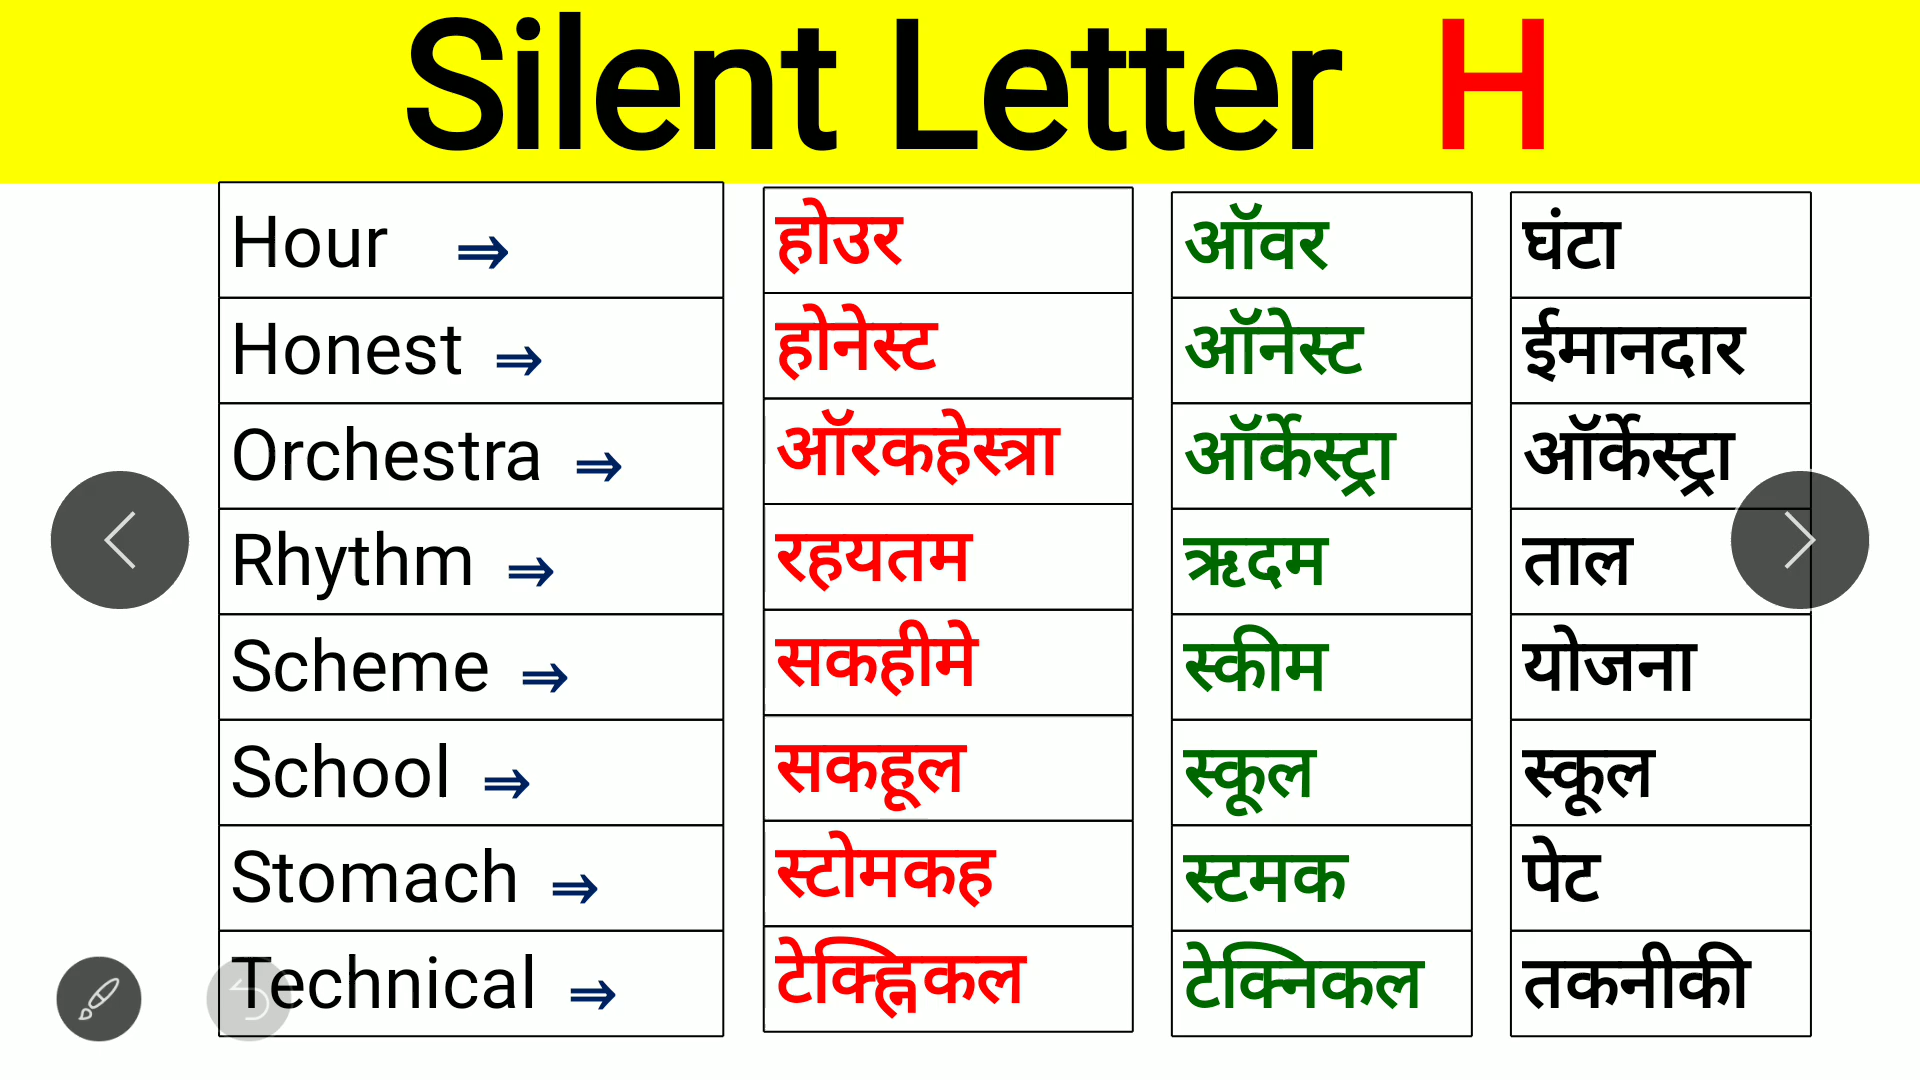 Silent Letter H
Hour ⇒ होउर ऑवर घंटा
Honest ⇒ होनेस्ट ऑनेस्ट ईमानदार
Orchestra ⇒ ऑरकहेस्त्रा ऑर्केस्ट्रा ऑर्केस्ट्रा
Rhythm ⇒ रहयतम ऋदम ताल
Scheme ⇒ सकहीमे स्कीम योजना
School ⇒ सकहूल स्कूल स्कूल
Stomach ⇒ स्टोमकह स्टमक पेट
Technical ⇒ टेक्ह्निकल टेक्निकल तकनीकी